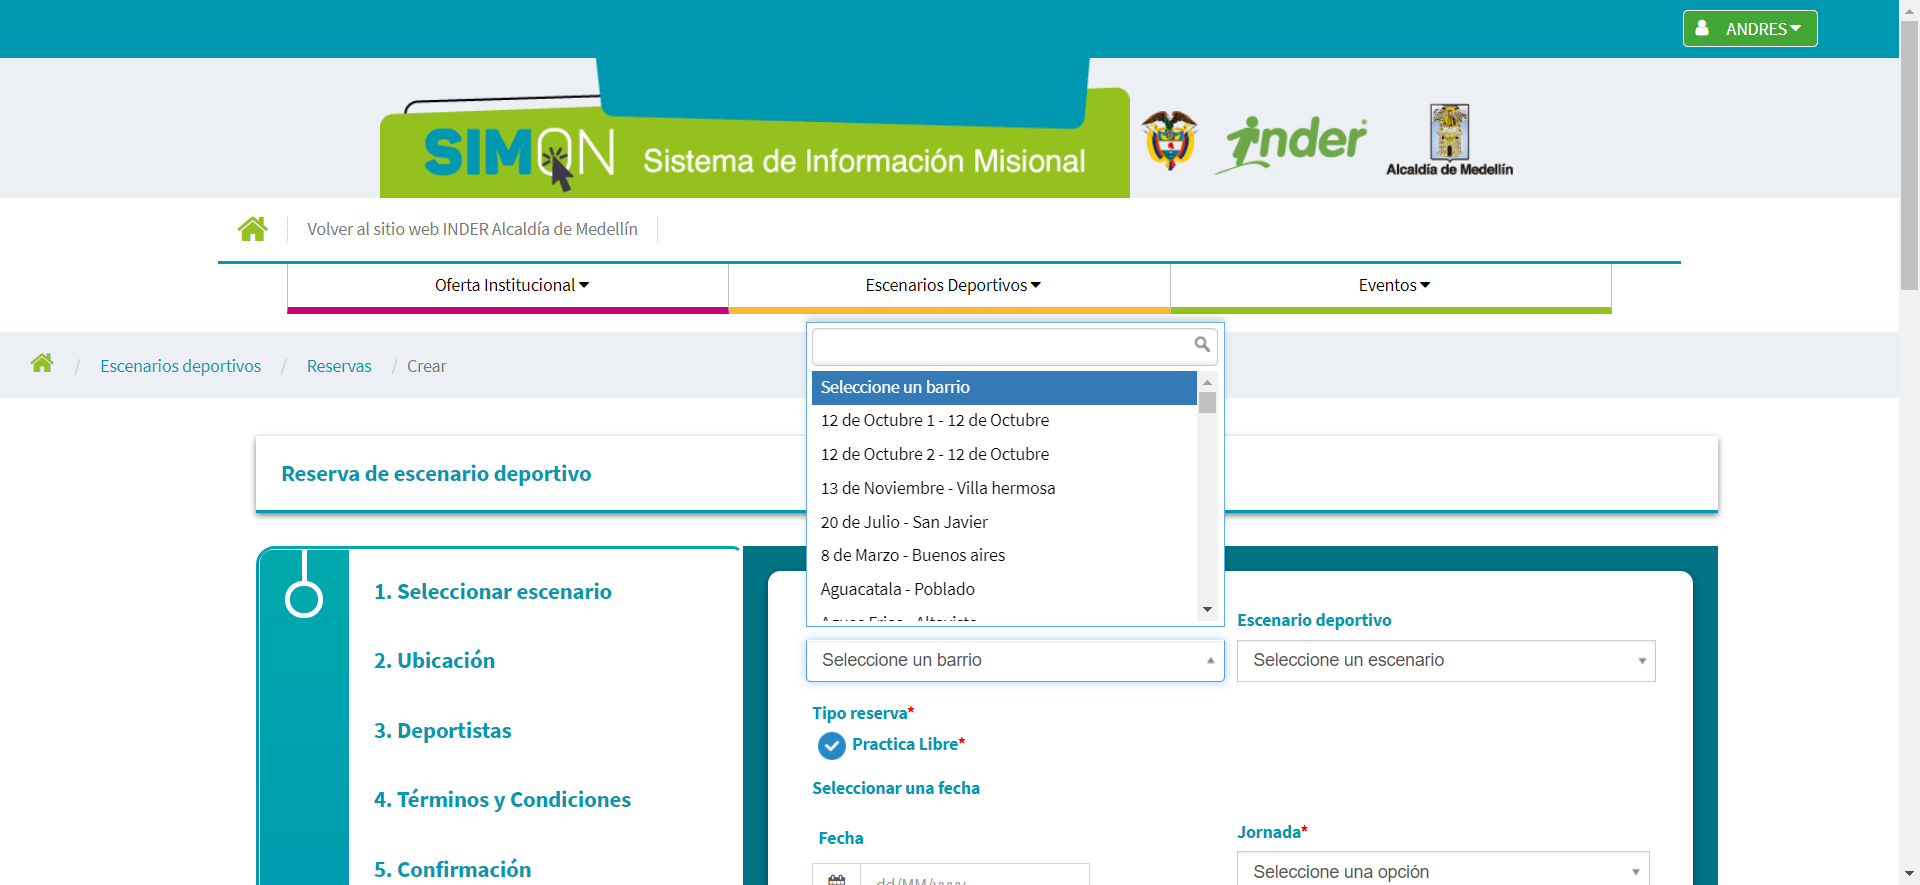 ANDRES
SIMON Sistema de Información Misional
inder
Alcaldía de Medellín
Volver al sitio web INDER Alcaldía de Medellín
Oferta Institucional
Escenarios Deportivos
Eventos
/ Escenarios deportivos / Reservas / Crear
Seleccione un barrio
12 de Octubre 1 - 12 de Octubre
12 de Octubre 2 - 12 de Octubre
13 de Noviembre - Villa hermosa
20 de Julio - San Javier
8 de Marzo - Buenos aires
Aguacatala - Poblado
Aguas Frias - Altavista
Reserva de escenario deportivo
1. Seleccionar escenario
2. Ubicación
3. Deportistas
4. Términos y Condiciones
5. Confirmación
Seleccione un barrio
Escenario deportivo
Seleccione un escenario
Tipo reserva*
Practica Libre*
Seleccionar una fecha
Fecha
dd/MM/yyyy
Jornada*
Seleccione una opción